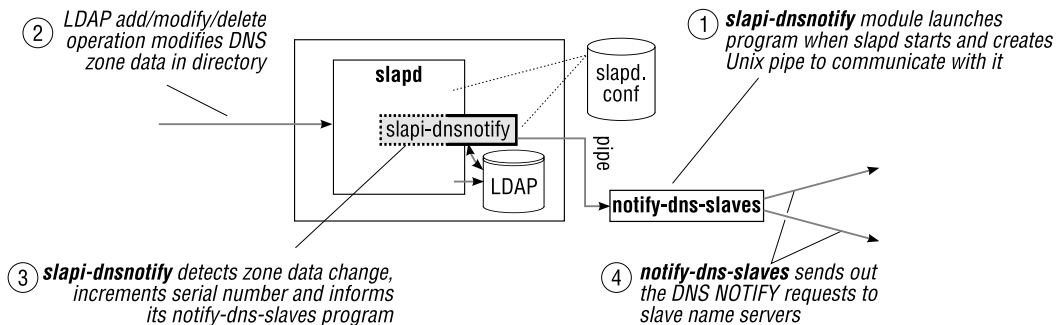 2
LDAP add/modify/delete
operation modifies DNS
zone data in directory
1
slapi-dnsnotify module launches
program when slapd starts and creates
Unix pipe to communicate with it
slapd
slapd.
conf
slapi-dnsnotify
pipe
LDAP
notify-dns-slaves
3
slapi-dnsnotify detects zone data change,
increments serial number and informs
its notify-dns-slaves program
4
notify-dns-slaves sends out
the DNS NOTIFY requests to
slave name servers